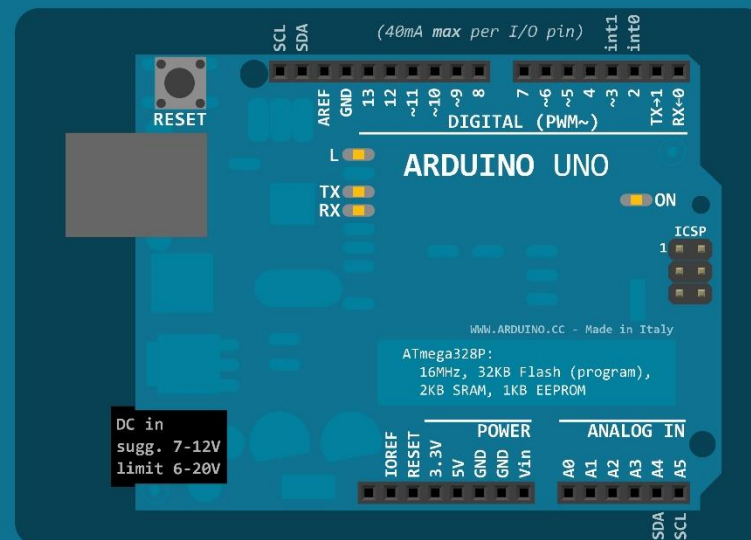 SCL
SDA
(40mA max per I/O pin)
int1
int0
RESET
AREF
GND
13
12
~11
~10
~9
8
7
~6
~5
4
~3
2
TX→1
RX←0
DIGITAL (PWM~)
L
TX
RX
ARDUINO UNO
ON
ICSP
1
WWW.ARDUINO.CC - Made in Italy
ATmega328P:
16MHz, 32KB Flash (program),
2KB SRAM, 1KB EEPROM
DC in
sugg. 7-12V
limit 6-20V
POWER
IOREF
RESET
3.3V
5V
GND
GND
Vin
ANALOG IN
A0
A1
A2
A3
A4
A5
SDA
SCL